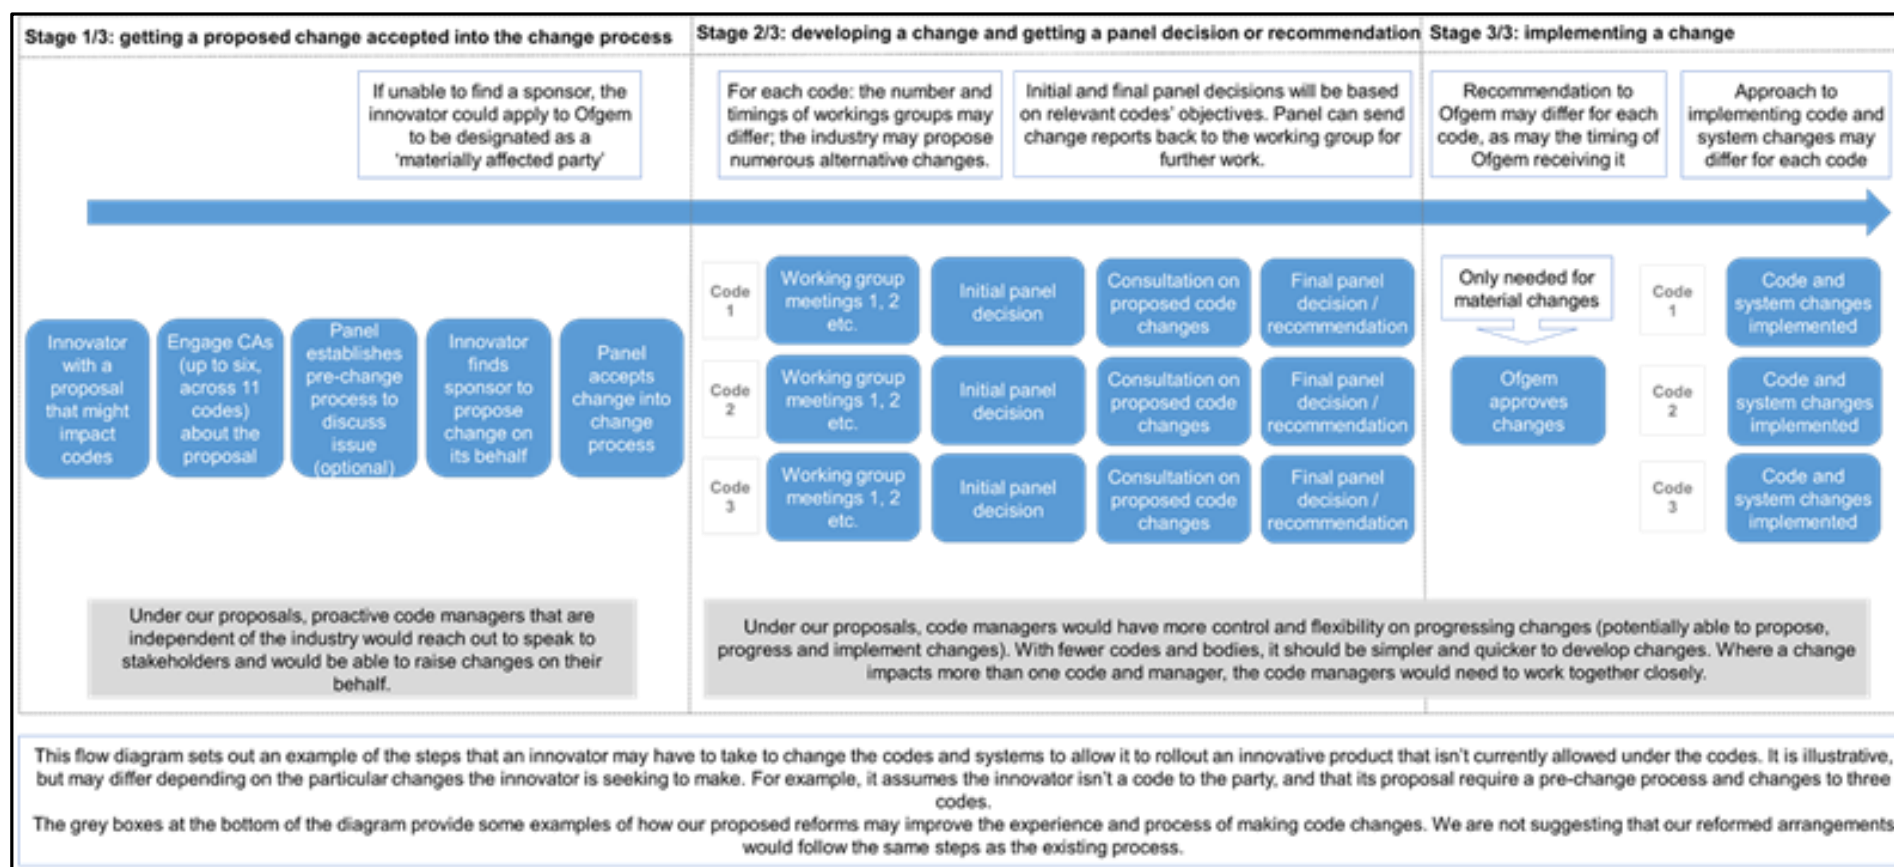 Stage 1/3: getting a proposed change accepted into the change process
If unable to find a sponsor, the
innovator could apply to Ofgem
to be designated as a
'materially affected party'
Innovator
with a
proposal
that might
impact
codes
Engage CAs
(up to six,
across 11
codes)
about the
proposal
Panel
establishes
pre-change
process to
discuss
issue
(optional)
Innovator
finds
sponsor to
propose
change on
its behalf
Panel
accepts
change into
change
process
Under our proposals, proactive code managers that are
independent of the industry would reach out to speak to
stakeholders and would be able to raise changes on their
behalf.
Stage 2/3: developing a change and getting a panel decision or recommendation
For each code: the number and
timings of workings groups may
differ; the industry may propose
numerous alternative changes.
Initial and final panel decisions will be based
on relevant codes' objectives. Panel can send
change reports back to the working group for
further work.
Code
1
Working group
meetings 1, 2
etc.
Initial panel
decision
Consultation on
proposed code
changes
Final panel
decision /
recommendation
Code
2
Working group
meetings 1, 2
etc.
Initial panel
decision
Consultation on
proposed code
changes
Final panel
decision /
recommendation
Code
3
Working group
meetings 1, 2
etc.
Initial panel
decision
Consultation on
proposed code
changes
Final panel
decision /
recommendation
Stage 3/3: implementing a change
Recommendation to
Ofgem may differ for each
code, as may the timing of
Ofgem receiving it
Approach to
implementing code and
system changes may
differ for each code
Only needed for
material changes
Ofgem
approves
changes
Code
1
Code and
system changes
implemented
Code
2
Code and
system changes
implemented
Code
3
Code and
system changes
implemented
Under our proposals, code managers would have more control and flexibility on progressing changes (potentially able to propose,
progress and implement changes). With fewer codes and bodies, it should be simpler and quicker to develop changes. Where a change
impacts more than one code and manager, the code managers would need to work together closely.
This flow diagram sets out an example of the steps that an innovator may have to take to change the codes and systems to allow it to rollout an innovative product that isn't currently allowed under the codes. It is illustrative,
but may differ depending on the particular changes the innovator is seeking to make. For example, it assumes the innovator isn't a code to the party, and that its proposal require a pre-change process and changes to three
codes.
The grey boxes at the bottom of the diagram provide some examples of how our proposed reforms may improve the experience and process of making code changes. We are not suggesting that our reformed arrangements
would follow the same steps as the existing process.